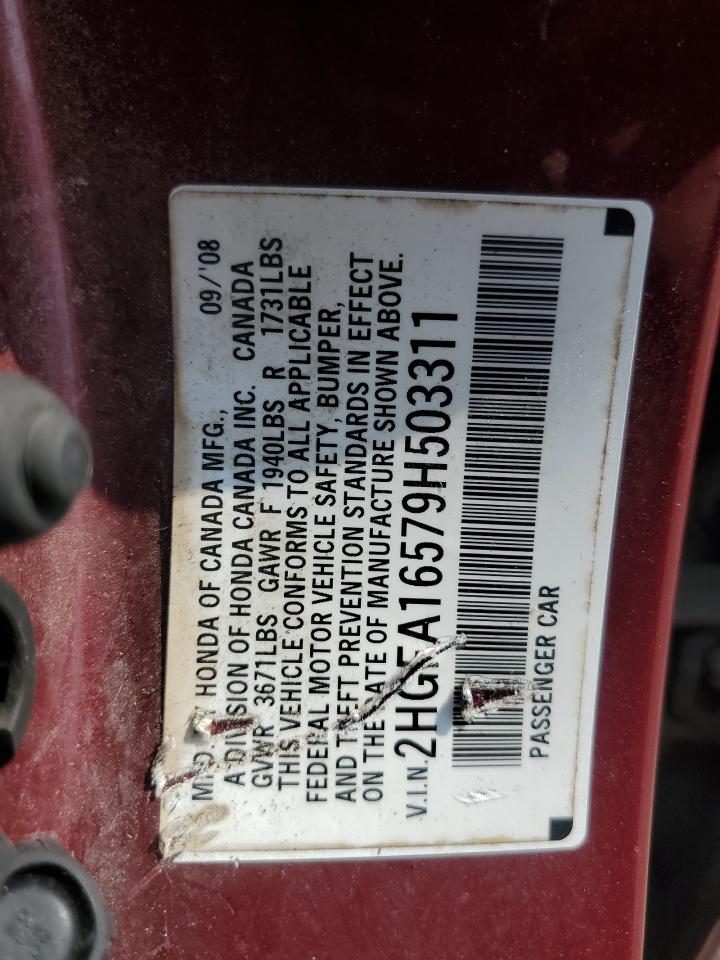 MFG. BY HONDA OF CANADA MFG., 09/'08
A DIVISION OF HONDA CANADA INC. CANADA
GVWR 3671LBS GAWR F 1940LBS R 1731LBS
THIS VEHICLE CONFORMS TO ALL APPLICABLE
FEDERAL MOTOR VEHICLE SAFETY, BUMPER,
AND THEFT PREVENTION STANDARDS IN EFFECT
ON THE DATE OF MANUFACTURE SHOWN ABOVE.
V.I.N. 2HGFA16579H503311
PASSENGER CAR